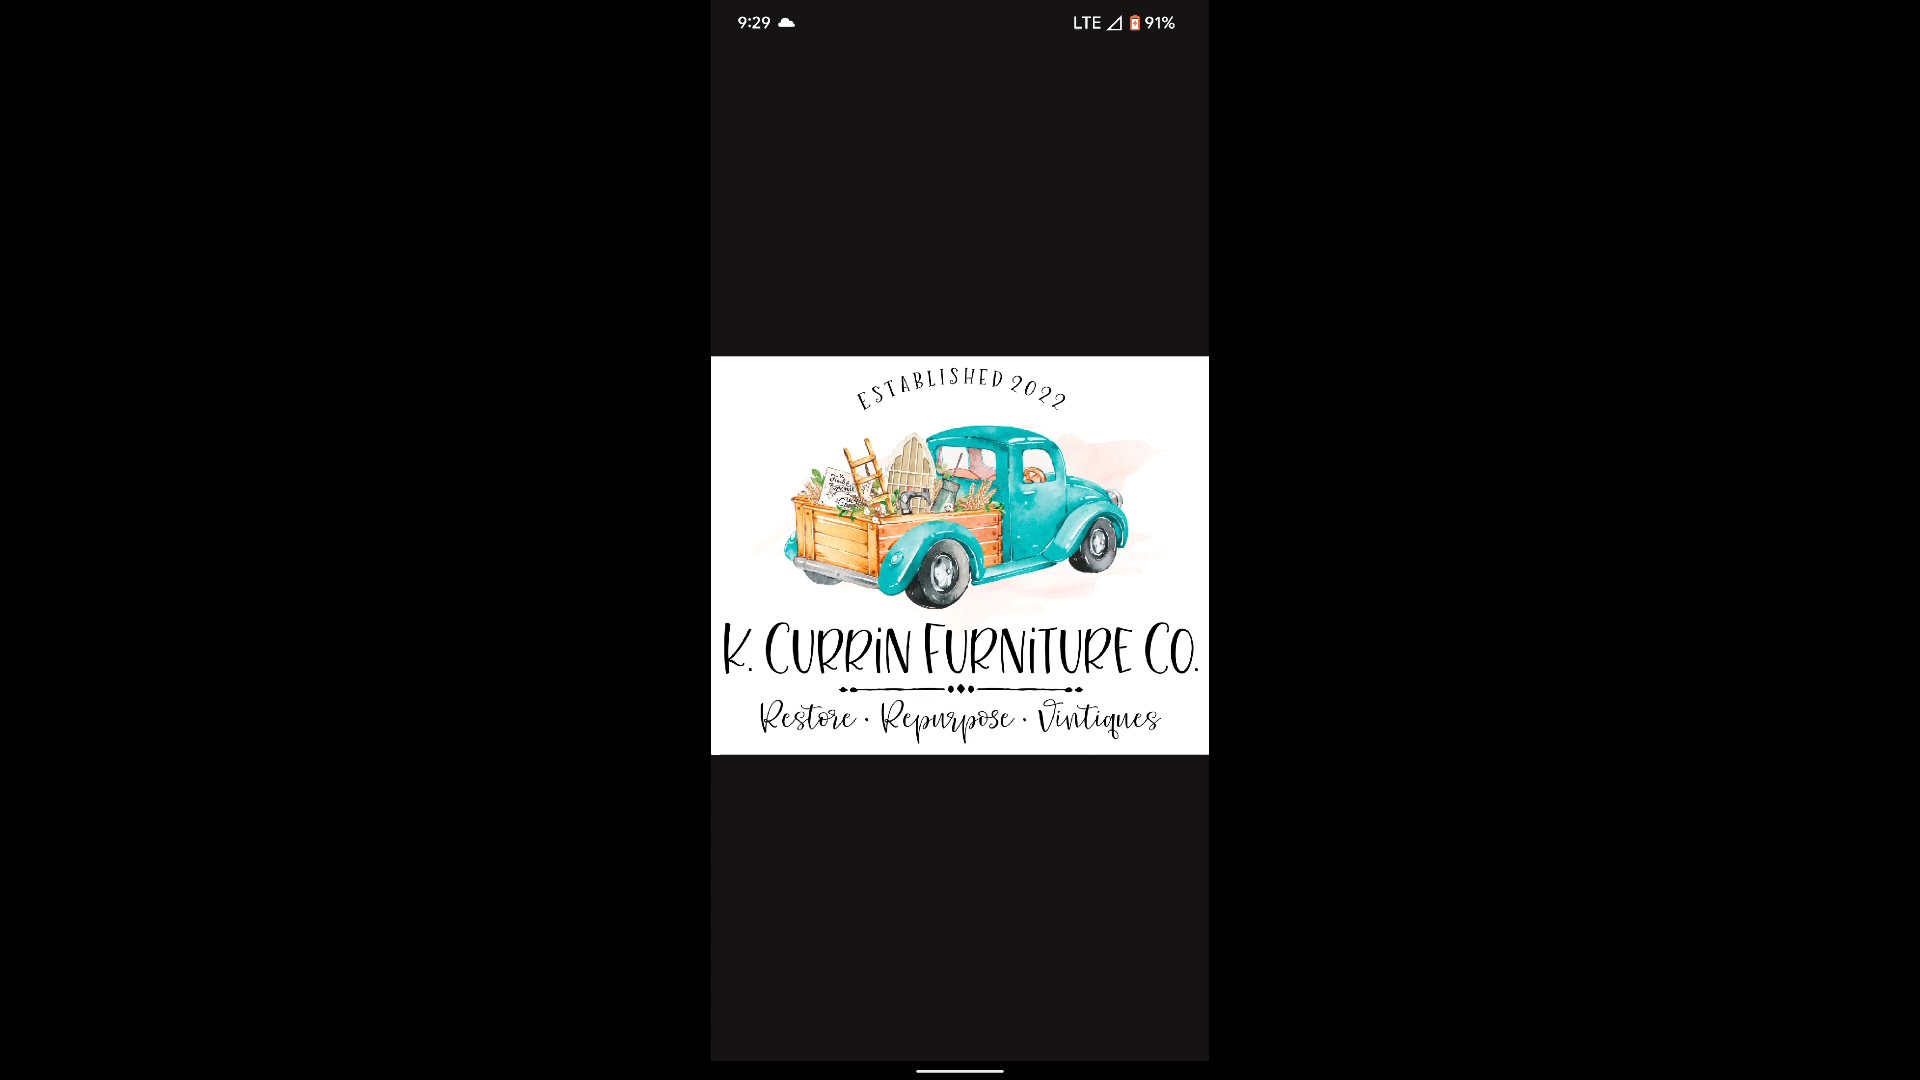 9:29
LTE 91%
ESTABLISHED 2022
K. CURRiN FURNiTURE CO.
Restore · Repurpose · Vintiques